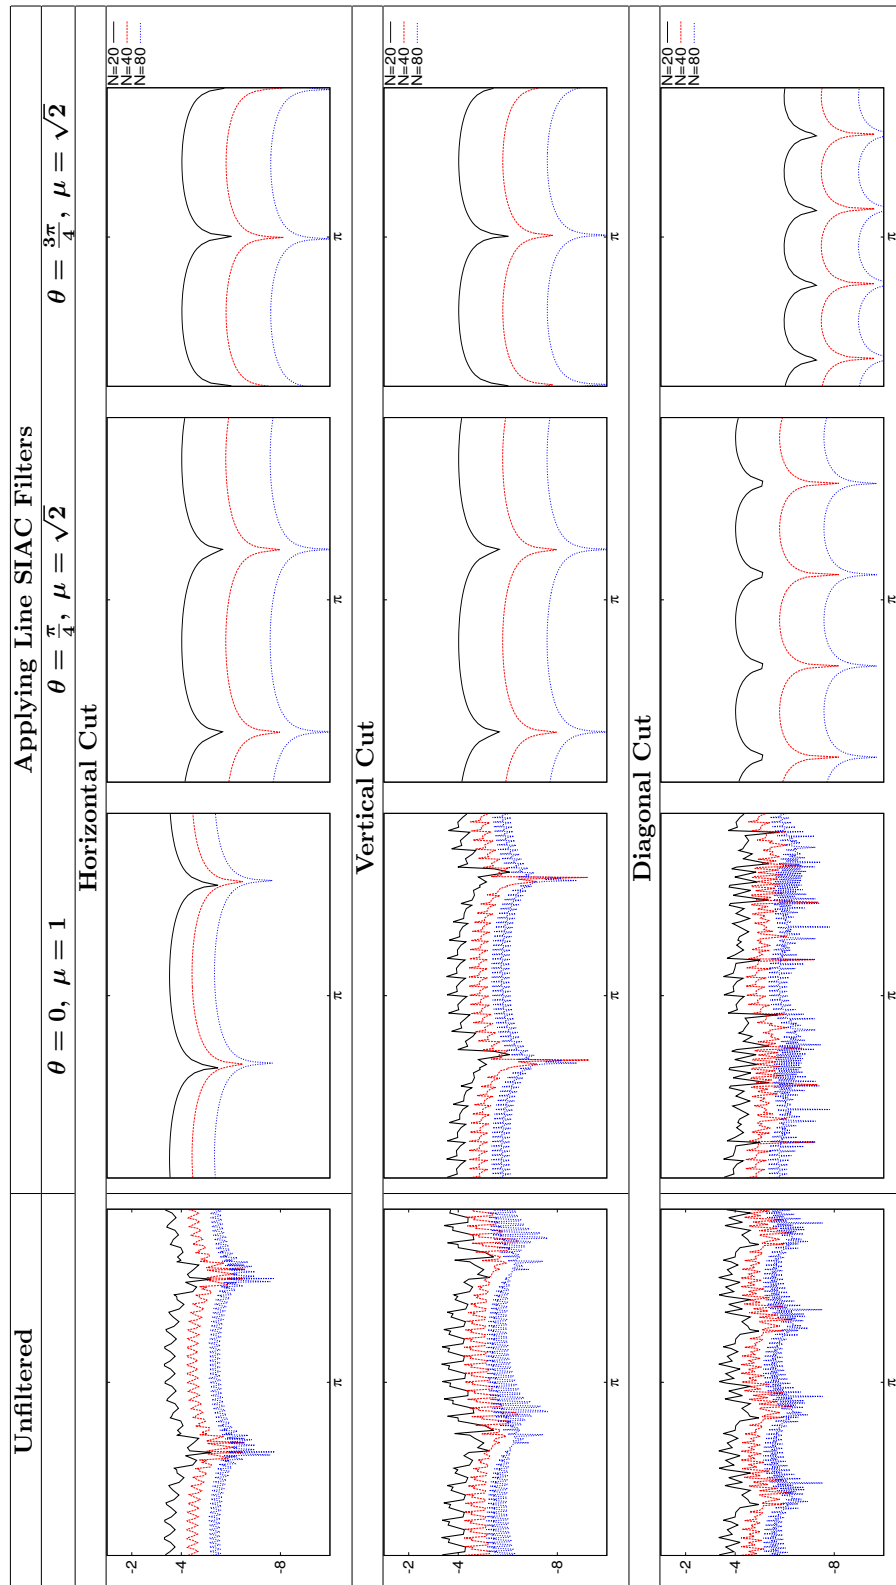 Applying Line SIAC Filters
Unfiltered
θ = 0, μ = 1
θ = π/4, μ = √2
θ = 3π/4, μ = √2
Horizontal Cut
-2
-4
-8
π
π
π
π
N=20
N=40
N=80
Vertical Cut
-2
-4
-8
π
π
π
π
N=20
N=40
N=80
Diagonal Cut
-2
-4
-8
π
π
π
π
N=20
N=40
N=80